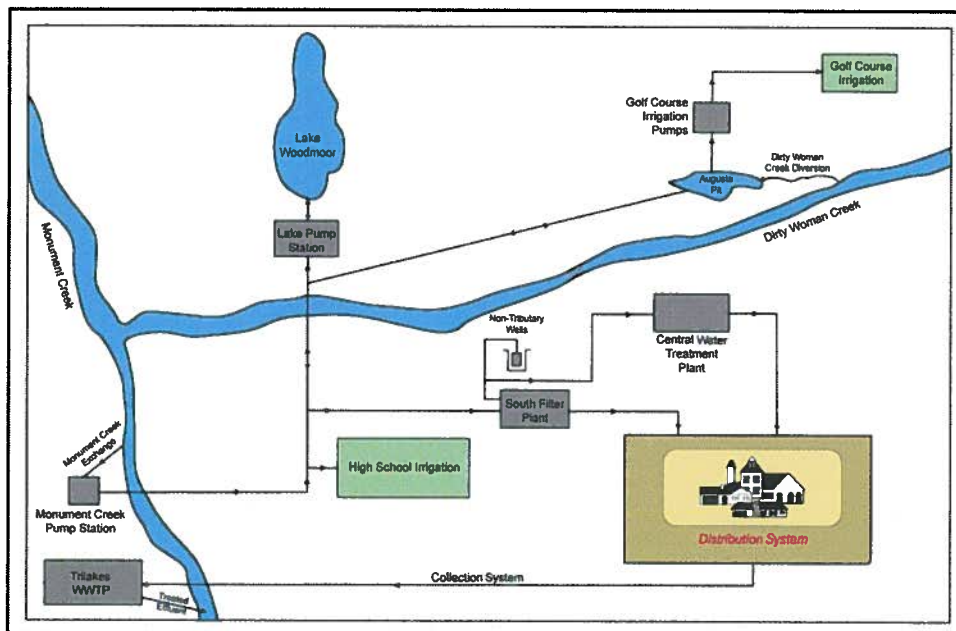 Golf Course
Irrigation
Golf Course
Irrigation
Pumps
Lake
Woodmoor
Dirty Woman
Creek Diversion
Augusta
Pit
Lake Pump
Station
Monument Creek
Dirty Woman Creek
Non-Tributary
Wells
Central Water
Treatment
Plant
South Filter
Plant
Monument Creek
Exchange
High School Irrigation
Monument Creek
Pump Station
Distribution System
Trilakes
WWTP
Treated
Effluent
Collection System